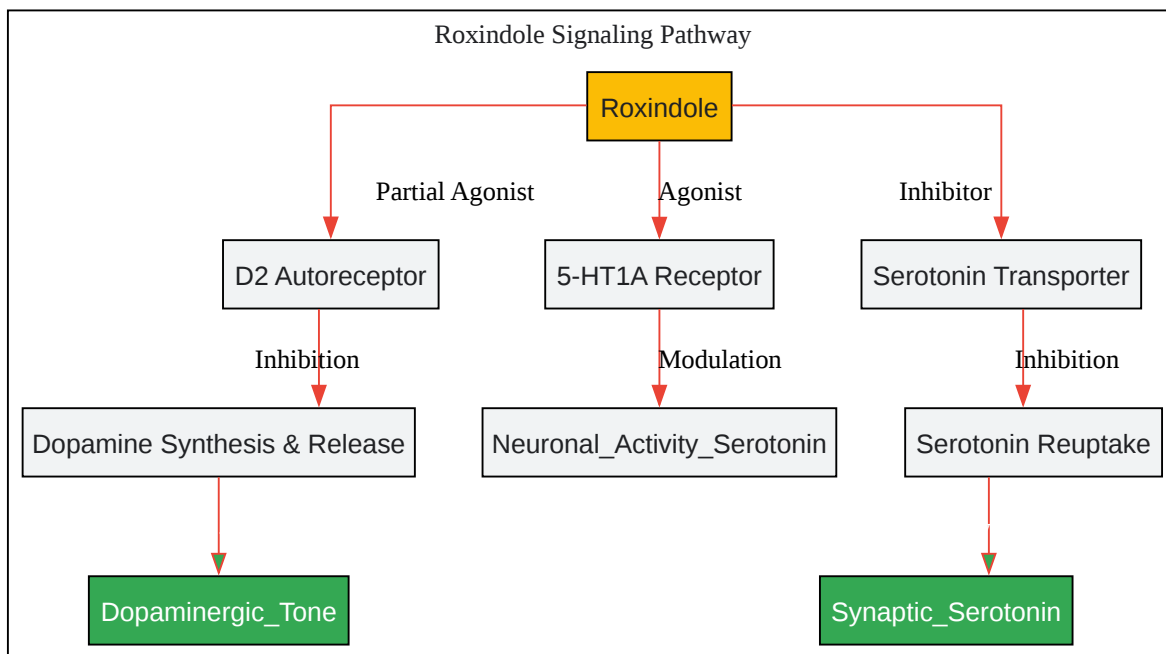 Roxindole Signaling Pathway
Roxindole
Partial Agonist
Agonist
Inhibitor
D2 Autoreceptor
5-HT1A Receptor
Serotonin Transporter
Inhibition
Modulation
Inhibition
Dopamine Synthesis & Release
Neuronal_Activity_Serotonin
Serotonin Reuptake
Dopaminergic_Tone
Synaptic_Serotonin